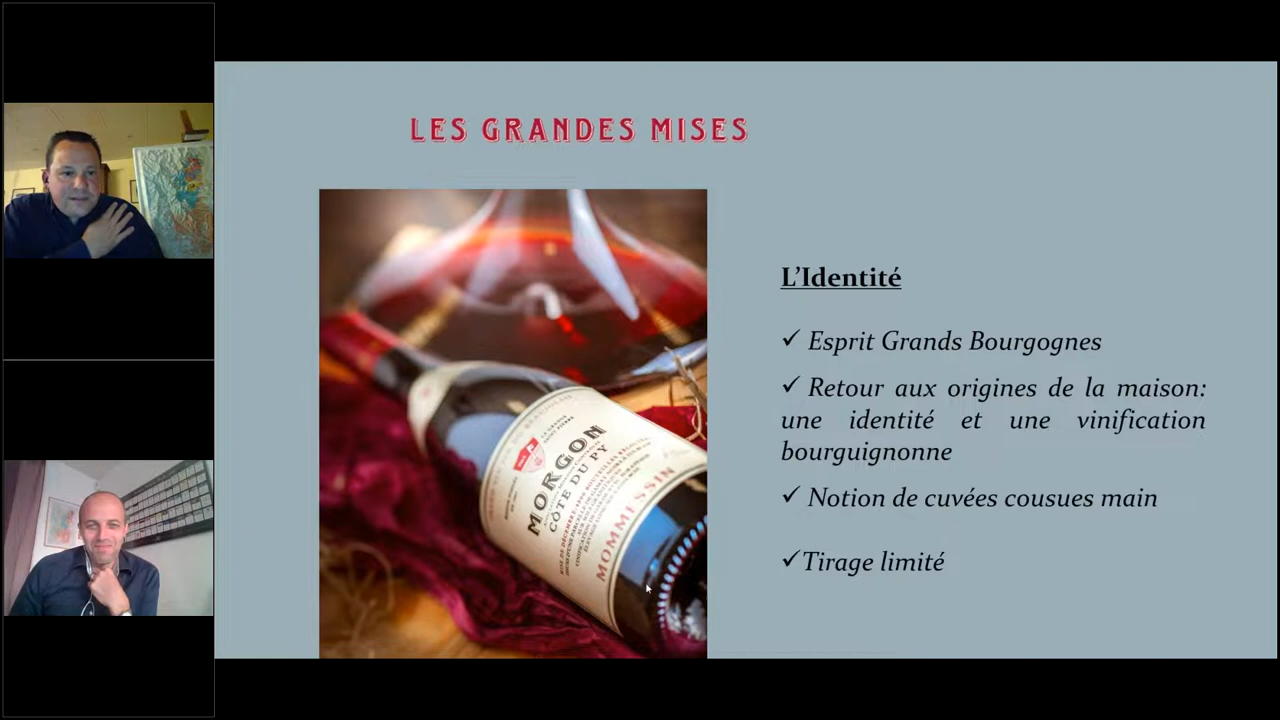 LES GRANDES MISES
MORGON
CÔTE DU PY
MOMMESSIN
L'Identité
✓ Esprit Grands Bourgognes
✓ Retour aux origines de la maison:
une identité et une vinification
bourguignonne
✓ Notion de cuvées cousues main
✓Tirage limité